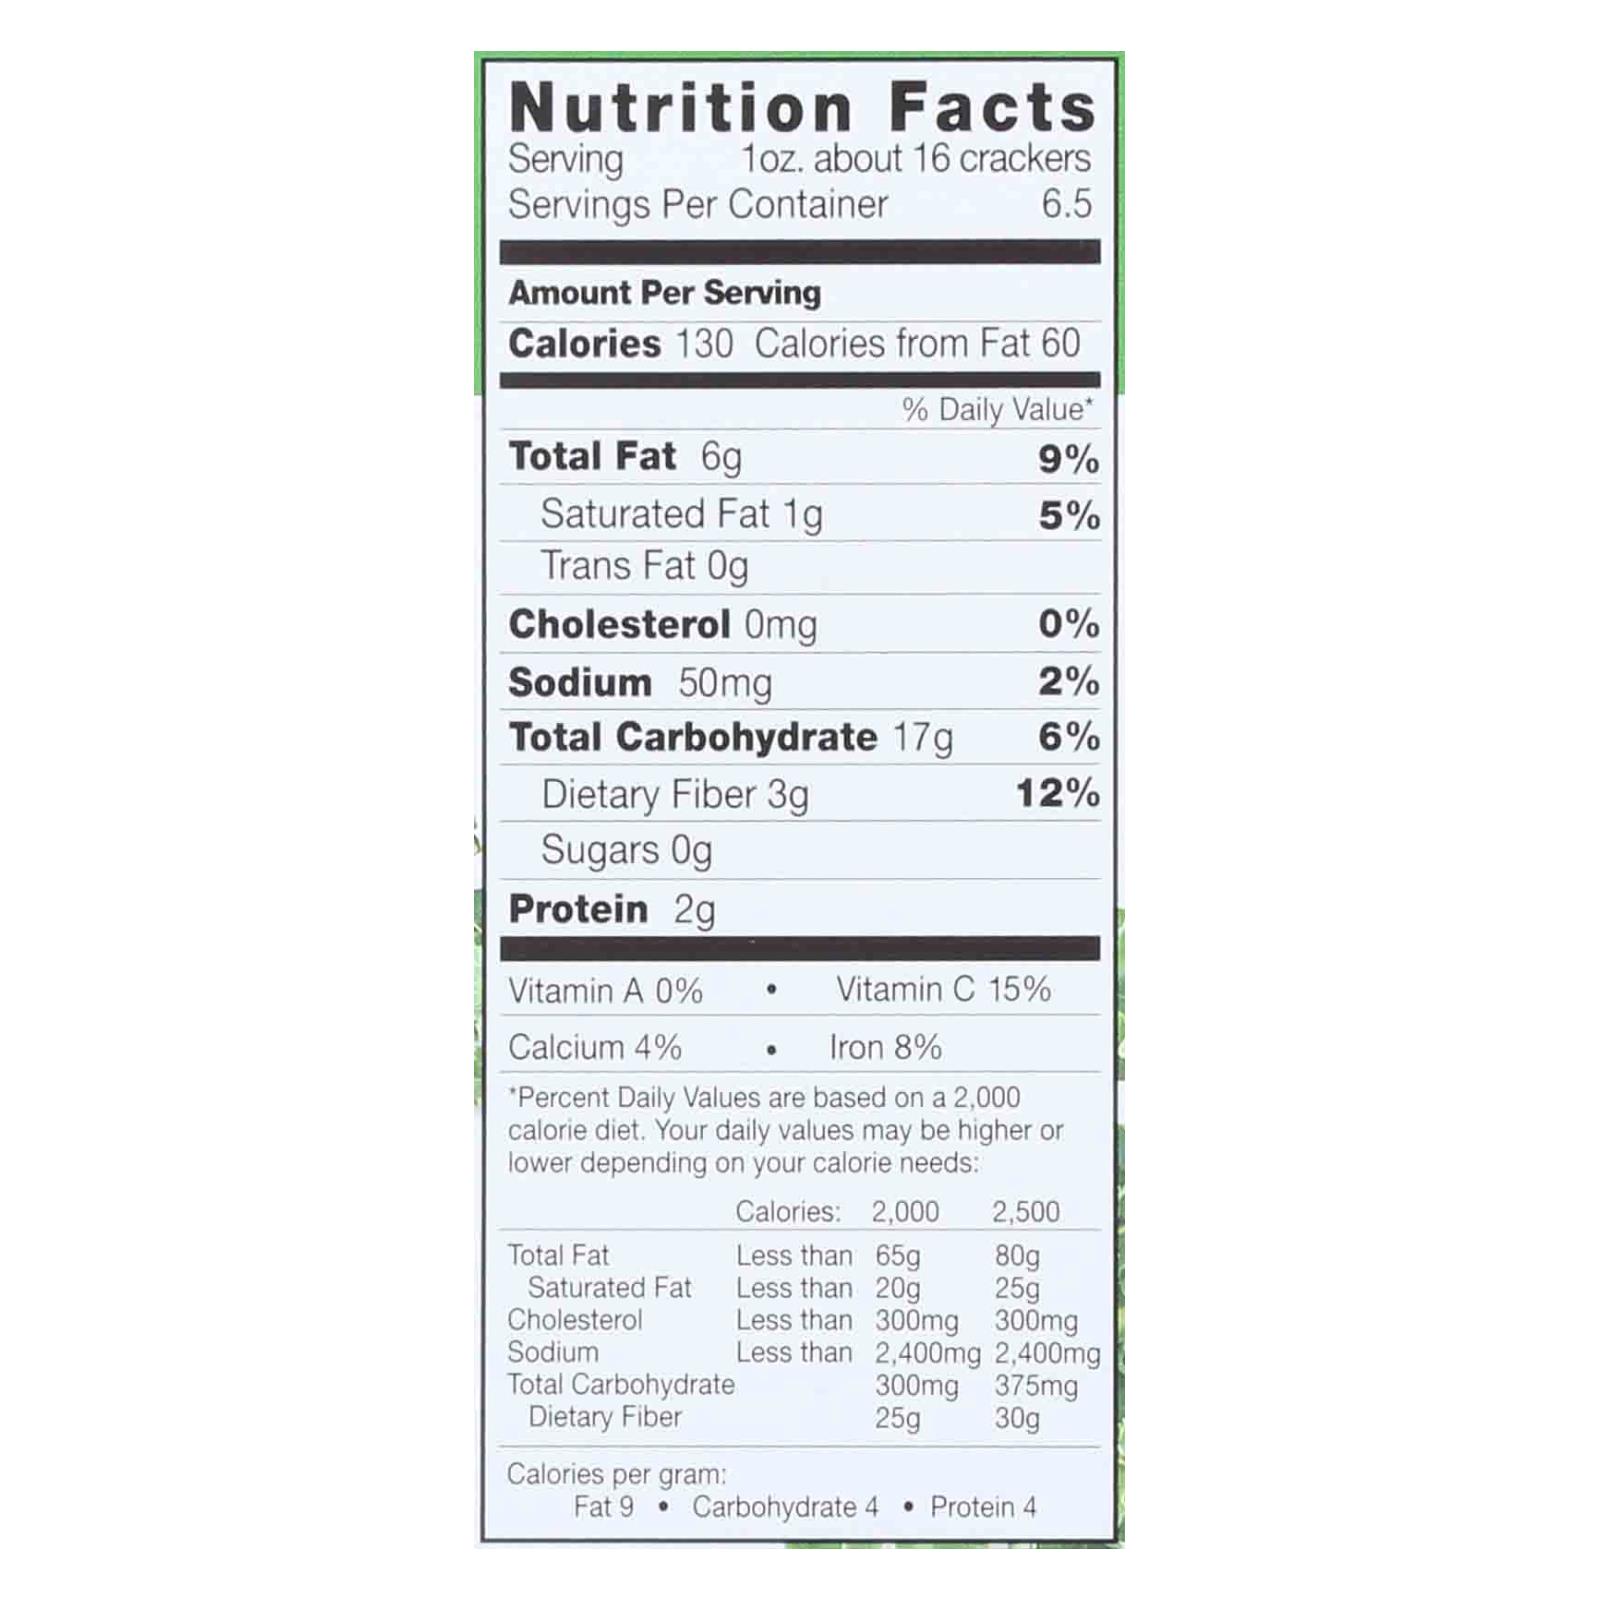 Nutrition Facts
Serving 1oz. about 16 crackers
Servings Per Container 6.5
Amount Per Serving
Calories 130 Calories from Fat 60
% Daily Value*
Total Fat 6g 9%
Saturated Fat 1g 5%
Trans Fat 0g
Cholesterol 0mg 0%
Sodium 50mg 2%
Total Carbohydrate 17g 6%
Dietary Fiber 3g 12%
Sugars 0g
Protein 2g
Vitamin A 0% • Vitamin C 15%
Calcium 4% • Iron 8%
*Percent Daily Values are based on a 2,000
calorie diet. Your daily values may be higher or
lower depending on your calorie needs:
Calories: 2,000 2,500
Total Fat Less than 65g 80g
Saturated Fat Less than 20g 25g
Cholesterol Less than 300mg 300mg
Sodium Less than 2,400mg 2,400mg
Total Carbohydrate 300mg 375mg
Dietary Fiber 25g 30g
Calories per gram:
Fat 9 • Carbohydrate 4 • Protein 4